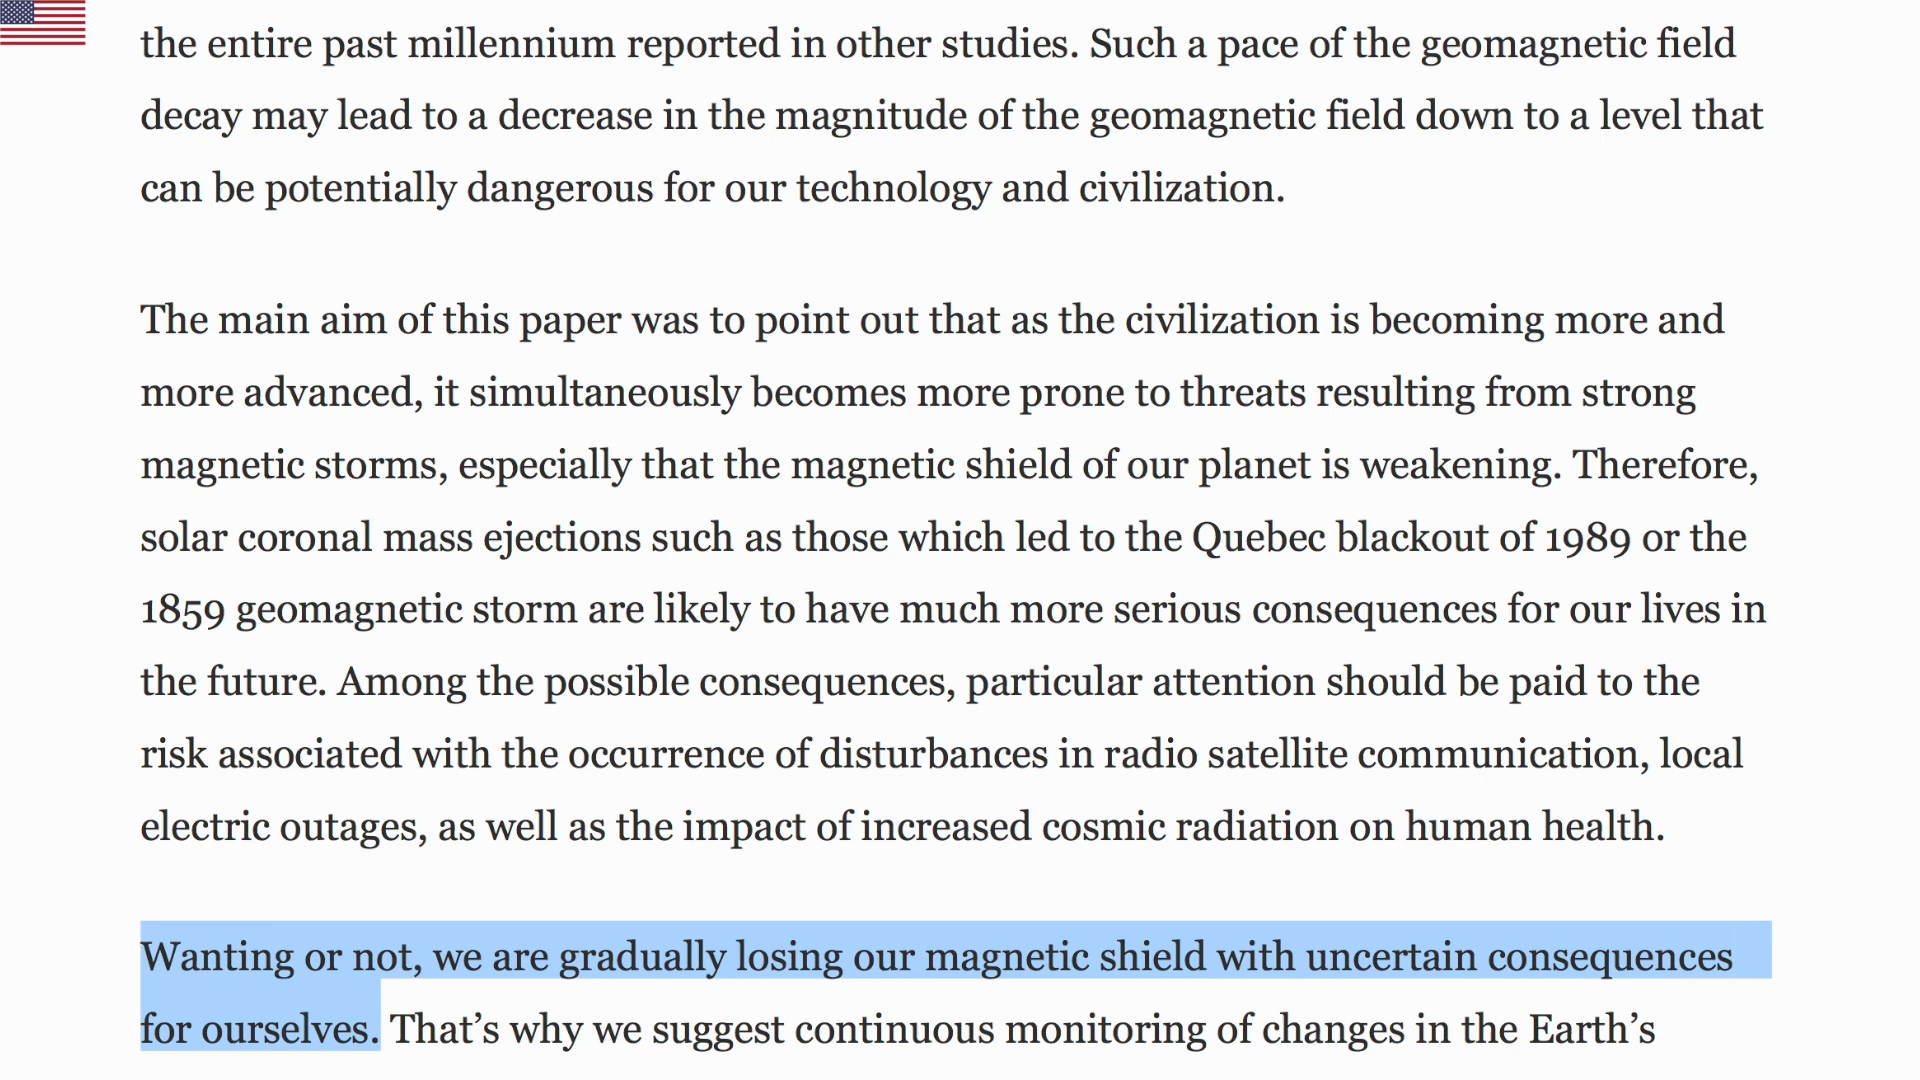 the entire past millennium reported in other studies. Such a pace of the geomagnetic field
decay may lead to a decrease in the magnitude of the geomagnetic field down to a level that
can be potentially dangerous for our technology and civilization.
The main aim of this paper was to point out that as the civilization is becoming more and
more advanced, it simultaneously becomes more prone to threats resulting from strong
magnetic storms, especially that the magnetic shield of our planet is weakening. Therefore,
solar coronal mass ejections such as those which led to the Quebec blackout of 1989 or the
1859 geomagnetic storm are likely to have much more serious consequences for our lives in
the future. Among the possible consequences, particular attention should be paid to the
risk associated with the occurrence of disturbances in radio satellite communication, local
electric outages, as well as the impact of increased cosmic radiation on human health.
Wanting or not, we are gradually losing our magnetic shield with uncertain consequences
for ourselves. That’s why we suggest continuous monitoring of changes in the Earth’s